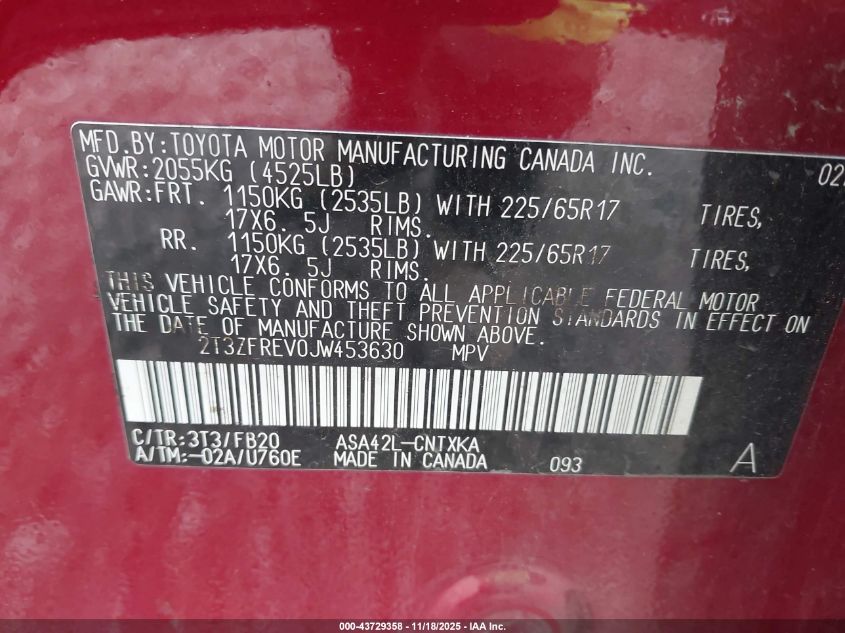 MFD.BY:TOYOTA MOTOR MANUFACTURING CANADA INC. 02
GVWR:2055KG (4525LB)
GAWR:FRT. 1150KG (2535LB) WITH 225/65R17 TIRES,
17X6. 5J RIMS.
RR. 1150KG (2535LB) WITH 225/65R17 TIRES,
17X6. 5J RIMS.
THIS VEHICLE CONFORMS TO ALL APPLICABLE FEDERAL MOTOR
VEHICLE SAFETY AND THEFT PREVENTION STANDARDS IN EFFECT ON
THE DATE OF MANUFACTURE SHOWN ABOVE.
2T3ZFREV0JW453630 MPV
C/TR:3T3/FB20 ASA42L-CNTXKA
A/TM:-02A/U760E MADE IN CANADA 093 A
000-43729358 - 11/18/2025 - IAA Inc.